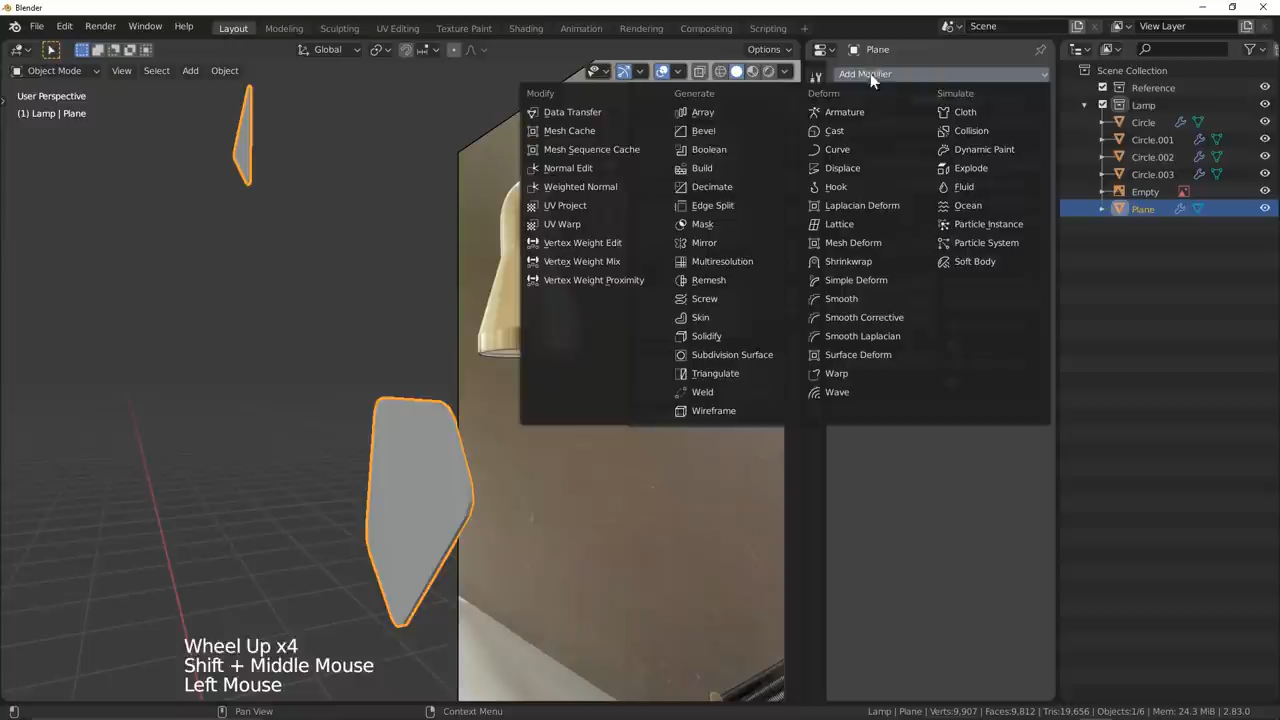 Blender
File Edit Render Window Help Layout Modeling Sculpting UV Editing Texture Paint Shading Animation Rendering Compositing Scripting + Scene View Layer
Global Options Plane
Object Mode View Select Add Object Add Modifier Scene Collection
User Perspective
(1) Lamp | Plane
Reference
Lamp
Circle
Circle.001
Circle.002
Circle.003
Empty
Plane
Modify
Data Transfer
Mesh Cache
Mesh Sequence Cache
Normal Edit
Weighted Normal
UV Project
UV Warp
Vertex Weight Edit
Vertex Weight Mix
Vertex Weight Proximity
Generate
Array
Bevel
Boolean
Build
Decimate
Edge Split
Mask
Mirror
Multiresolution
Remesh
Screw
Skin
Solidify
Subdivision Surface
Triangulate
Weld
Wireframe
Deform
Armature
Cast
Curve
Displace
Hook
Laplacian Deform
Lattice
Mesh Deform
Shrinkwrap
Simple Deform
Smooth
Smooth Corrective
Smooth Laplacian
Surface Deform
Warp
Wave
Simulate
Cloth
Collision
Dynamic Paint
Explode
Fluid
Ocean
Particle Instance
Particle System
Soft Body
Wheel Up x4
Shift + Middle Mouse
Left Mouse
Pan View Context Menu Lamp | Plane | Verts:9,907 | Faces:9,812 | Tris:19,656 | Objects:1/6 | Mem: 24.3 MiB | 2.83.0